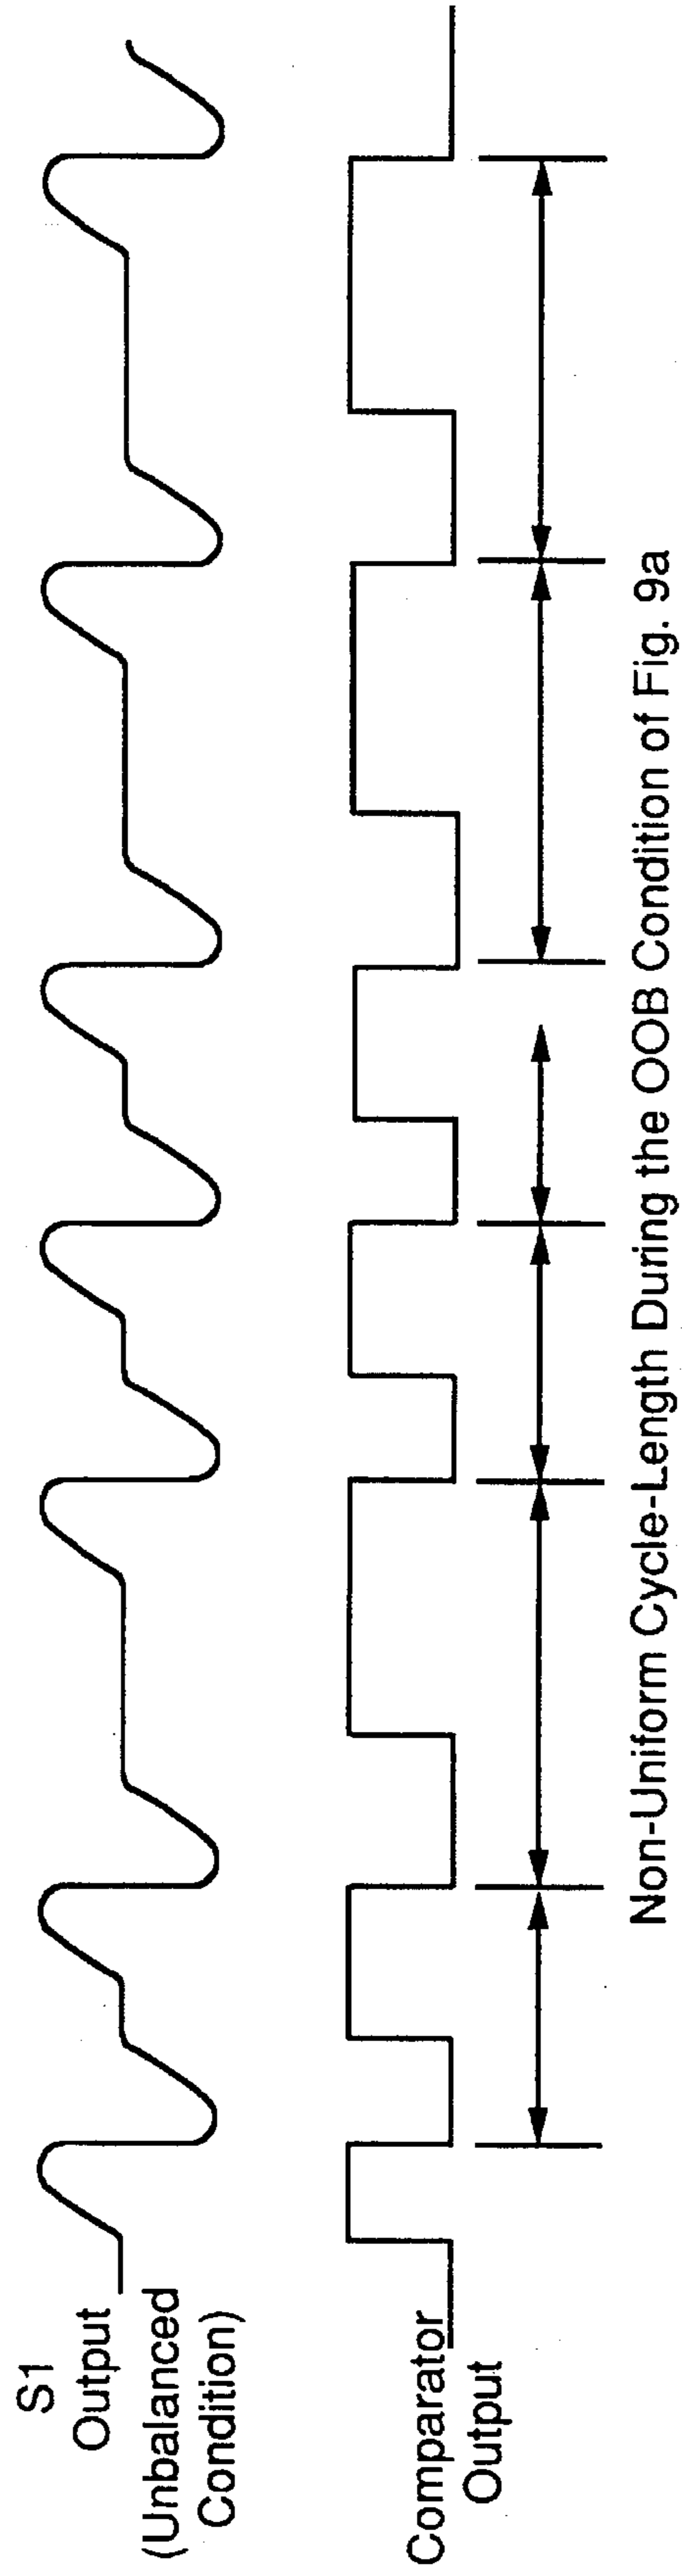 S1
Output
(Unbalanced
Condition)
Comparator
Output
Non-Uniform Cycle-Length During the OOB Condition of Fig. 9a